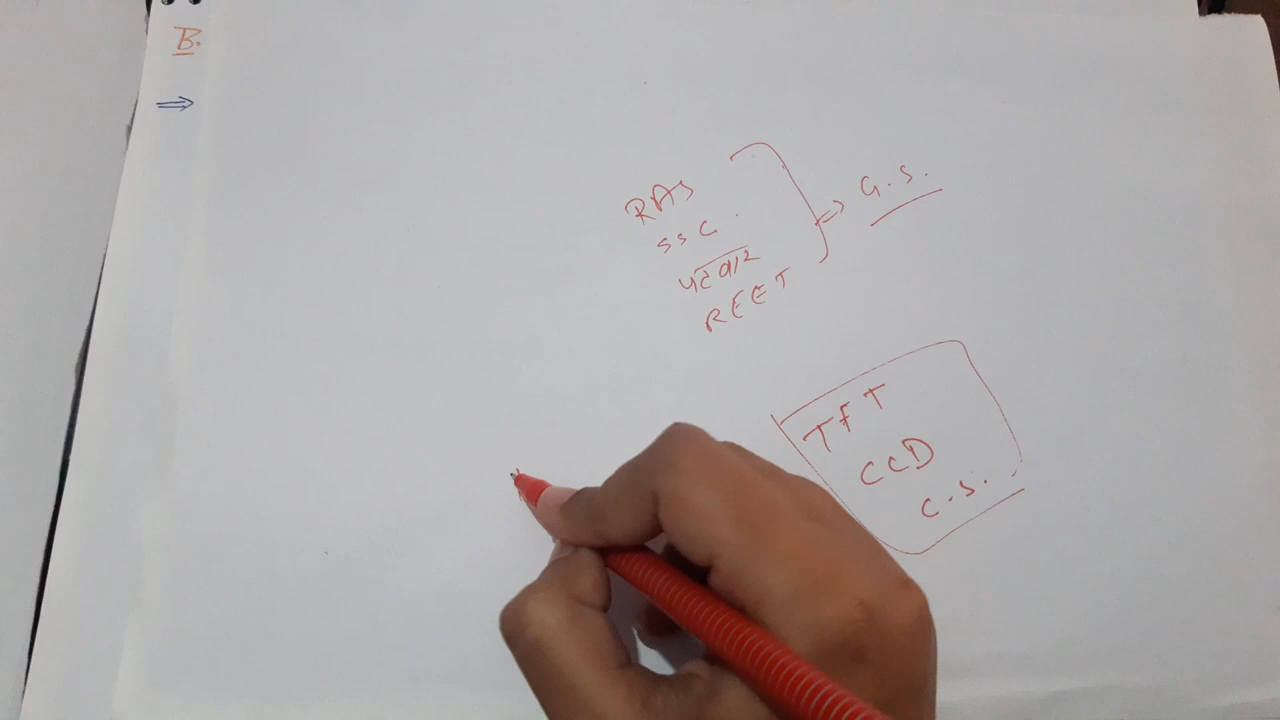 B.
⇒
RAS
SSC
पटवार
REET
⇒ G.S.
TFT
CCD
C.S.